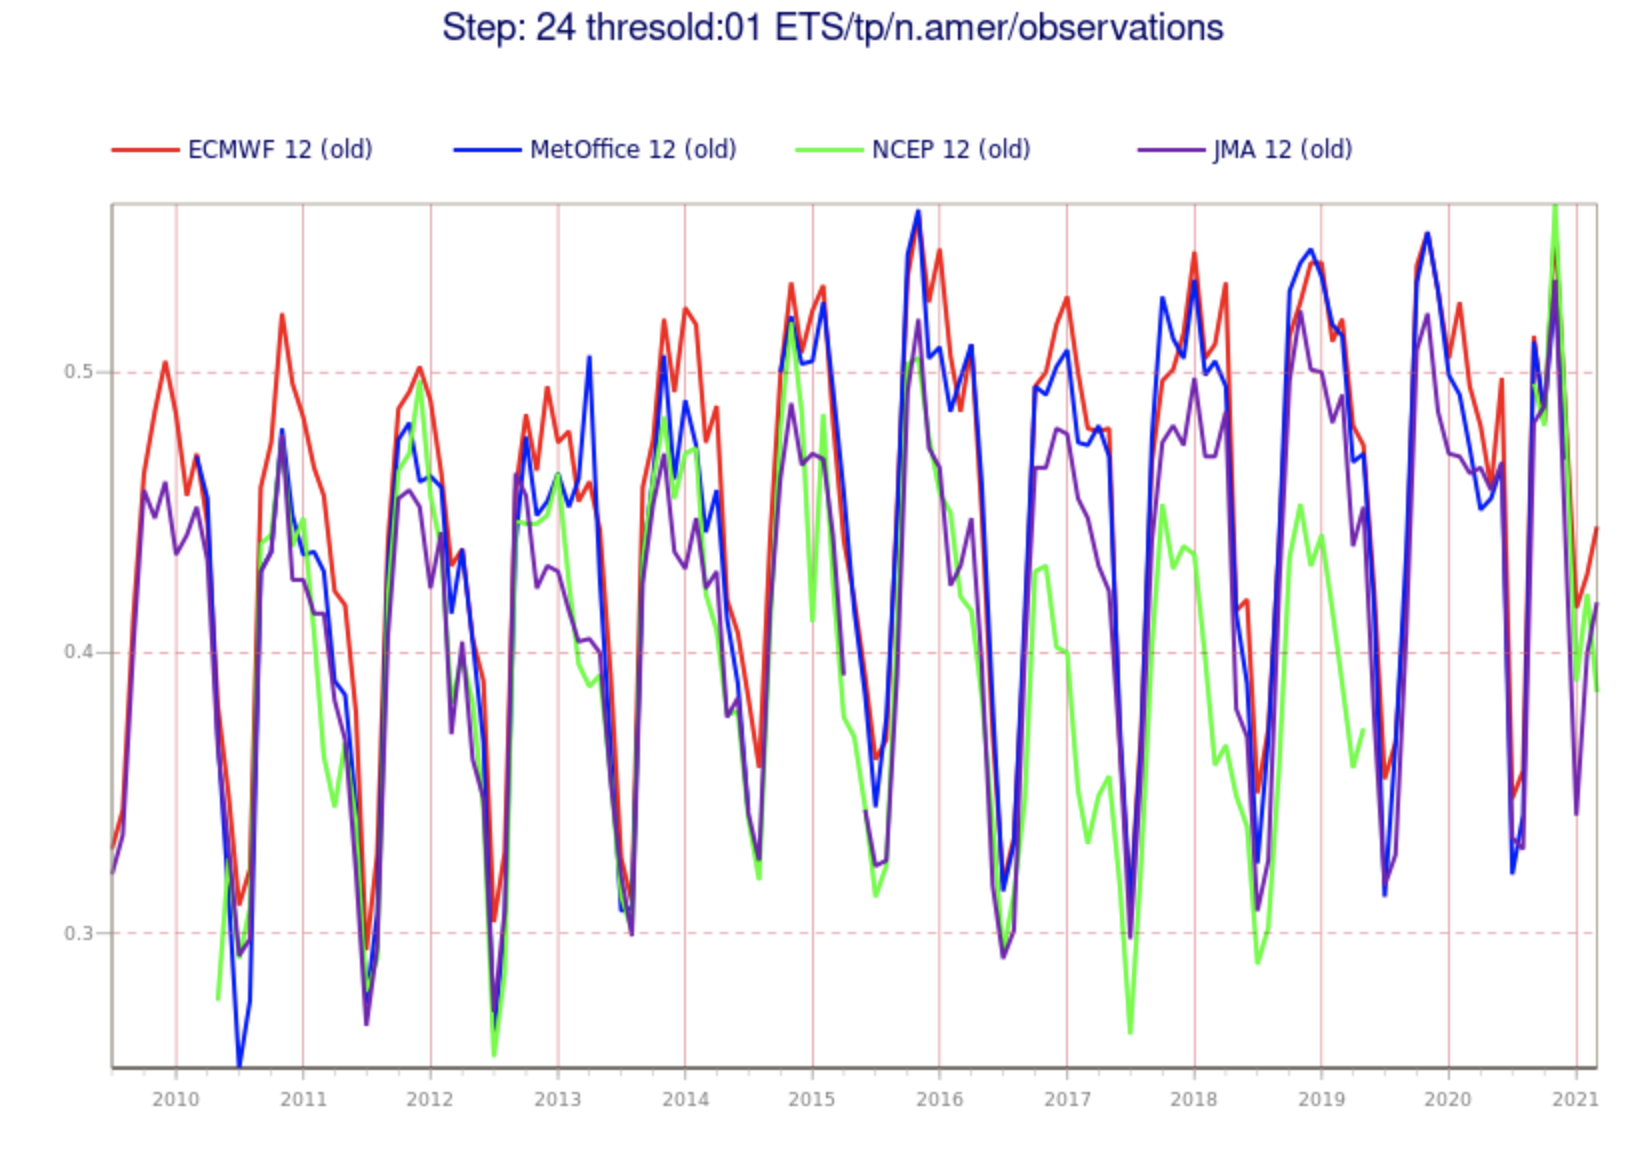 Step: 24 thresold:01 ETS/tp/n.amer/observations
ECMWF 12 (old) MetOffice 12 (old) NCEP 12 (old) JMA 12 (old)
0.5
0.4
0.3
2010 2011 2012 2013 2014 2015 2016 2017 2018 2019 2020 2021